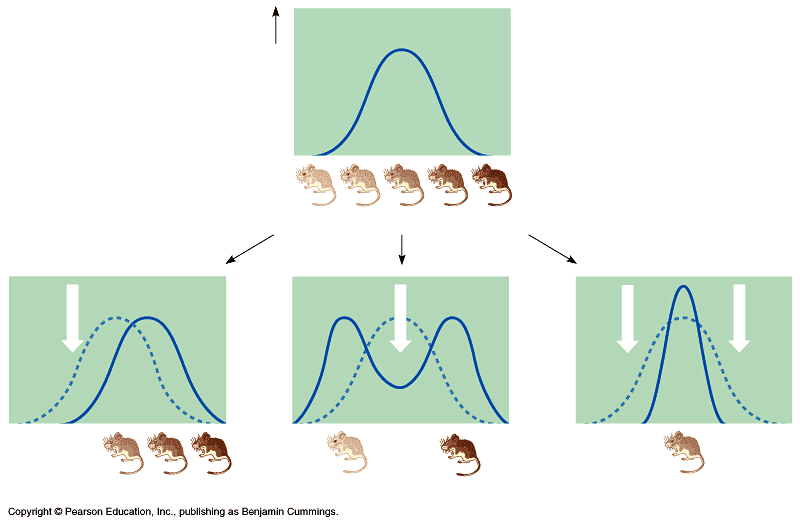 Copyright © Pearson Education, Inc., publishing as Benjamin Cummings.